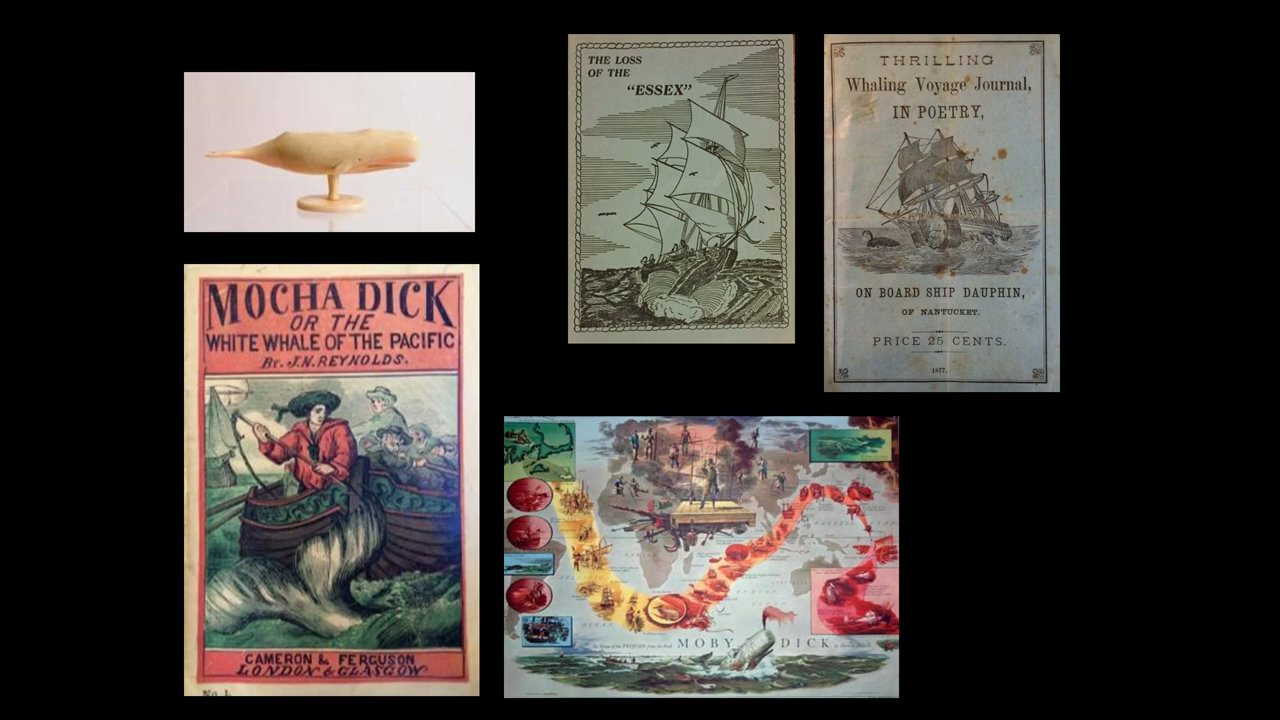 THE LOSS
OF THE
"ESSEX"
THRILLING
Whaling Voyage Journal,
IN POETRY,
ON BOARD SHIP DAUPHIN,
OF NANTUCKET.
PRICE 25 CENTS.
1877.
MOCHA DICK
OR THE
WHITE WHALE OF THE PACIFIC
BY. J.N. REYNOLDS.
CAMERON & FERGUSON
LONDON & GLASGOW
No. 1.
MOBY DICK